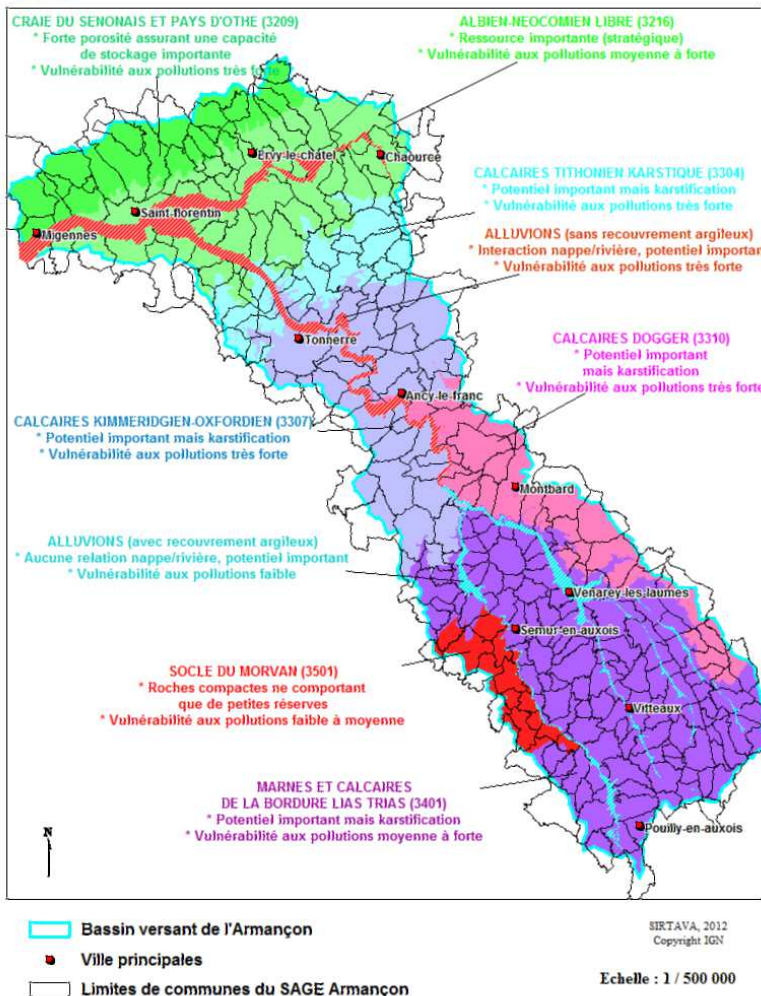 CRAIE DU SENONAIS ET PAYS D'OTHE (3209)
* Forte porosité assurant une capacité
de stockage importante
* Vulnérabilité aux pollutions très forte
ALBIEN-NEOCOMIEN LIBRE (3216)
* Ressource importante (stratégique)
* Vulnérabilité aux pollutions moyenne à forte
Ervy-le-châtel
Chaource
CALCAIRES TITHONIEN KARSTIQUE (3304)
* Potentiel important mais karstification
* Vulnérabilité aux pollutions très forte
Saint-florentin
Migennes
ALLUVIONS (sans recouvrement argileux)
* Interaction nappe/rivière, potentiel important
* Vulnérabilité aux pollutions très forte
Tonnerre
CALCAIRES DOGGER (3310)
* Potentiel important
mais karstification
* Vulnérabilité aux pollutions très forte
Ancy-le-franc
CALCAIRES KIMMERIDGIEN-OXFORDIEN (3307)
* Potentiel important mais karstification
* Vulnérabilité aux pollutions très forte
Montbard
ALLUVIONS (avec recouvrement argileux)
* Aucune relation nappe/rivière, potentiel important
* Vulnérabilité aux pollutions faible
Venarey-les-laumes
Semur-en-auxois
SOCLE DU MORVAN (3501)
* Roches compactes ne comportant
que de petites réserves
* Vulnérabilité aux pollutions faible à moyenne
Vitteaux
MARNES ET CALCAIRES
DE LA BORDURE LIAS TRIAS (3401)
* Potentiel important mais karstification
* Vulnérabilité aux pollutions moyenne à forte
Pouilly-en-auxois
N
Bassin versant de l'Armançon
Ville principales
Limites de communes du SAGE Armançon
SIRTAVA, 2012
Copyright IGN
Echelle : 1 / 500 000